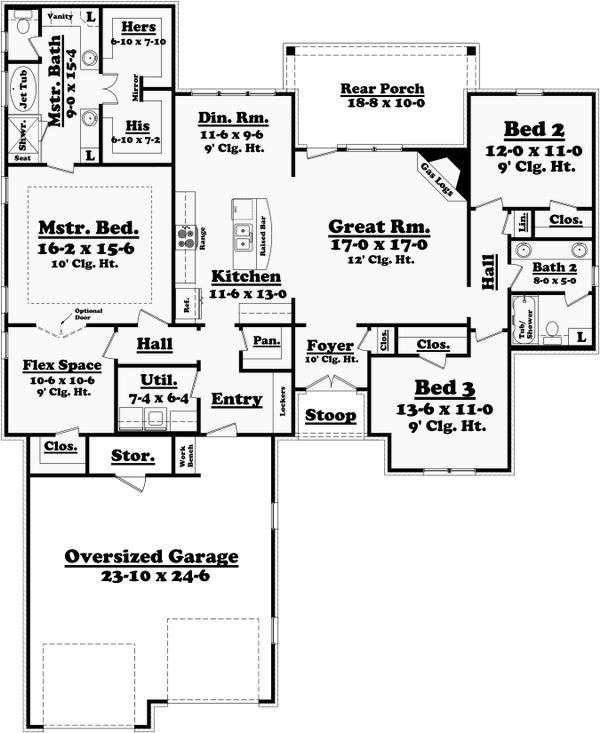 Vanity
L
Hers
6-10 x 7-10
Mstr. Bath
9-0 x 15-4
Jet Tub
Mirror
His
6-10 x 7-2
Shwr.
Seat
L
Din. Rm.
11-6 x 9-6
9' Clg. Ht.
Rear Porch
18-8 x 10-0
Gas Logs
Bed 2
12-0 x 11-0
9' Clg. Ht.
Mstr. Bed.
16-2 x 15-6
10' Clg. Ht.
Range
Raised Bar
Great Rm.
17-0 x 17-0
12' Clg. Ht.
Lin.
Clos.
Hall
Bath 2
8-0 x 5-0
Kitchen
11-6 x 13-0
Ref.
Optional
Door
Tub/
Shower
L
Hall
Pan.
Foyer
10' Clg. Ht.
Clos.
Clos.
Flex Space
10-6 x 10-6
9' Clg. Ht.
Util.
7-4 x 6-4
Entry
Lockers
Stoop
Bed 3
13-6 x 11-0
9' Clg. Ht.
Clos.
Stor.
Work
Bench
Oversized Garage
23-10 x 24-6